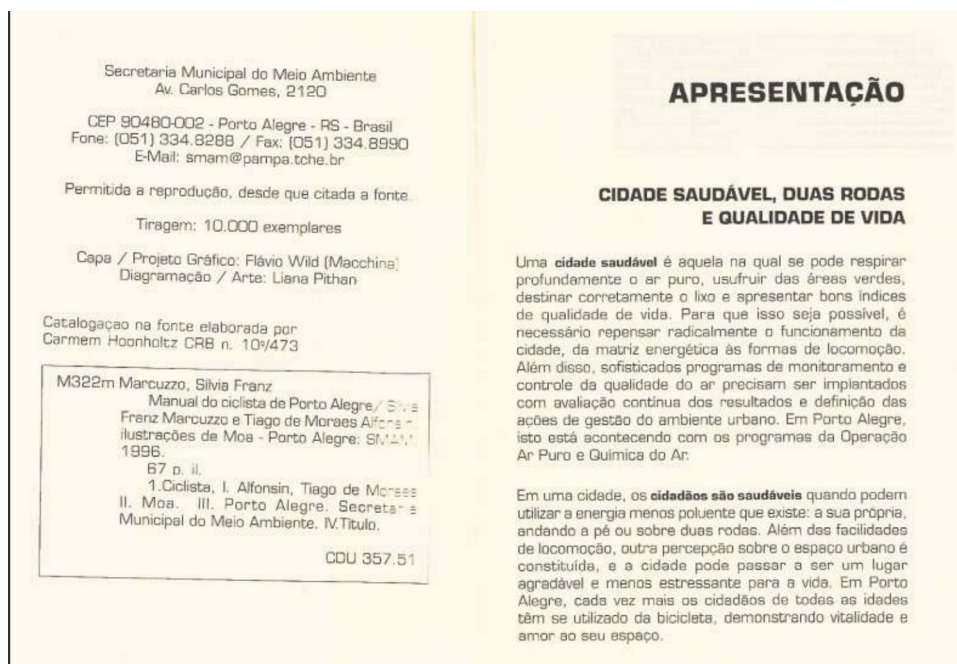 Secretaria Municipal do Meio Ambiente
Av. Carlos Gomes, 2120
CEP 90480-002 - Porto Alegre - RS - Brasil
Fone: (051) 334.8288 / Fax: (051) 334.8990
E-Mail: smam@pampa.tche.br
Permitida a reprodução, desde que citada a fonte.
Tiragem: 10.000 exemplares
Capa / Projeto Gráfico: Flávio Wild (Macchina)
Diagramação / Arte: Liana Pithan
Catalogaçao na fonte elaborada por
Carmem Hoonholtz CRB n. 10ª/473
M322m Marcuzzo, Silvia Franz
Manual do ciclista de Porto Alegre/ Silvia
Franz Marcuzzo e Tiago de Moraes Alfonsin
ilustrações de Moa - Porto Alegre: SMAM,
1996.
67 p. il.
1.Ciclista, I. Alfonsin, Tiago de Moraes
II. Moa. III. Porto Alegre. Secretaria
Municipal do Meio Ambiente. IV.Título.
CDU 357.51
APRESENTAÇÃO
CIDADE SAUDÁVEL, DUAS RODAS
E QUALIDADE DE VIDA
Uma cidade saudável é aquela na qual se pode respirar
profundamente o ar puro, usufruir das áreas verdes,
destinar corretamente o lixo e apresentar bons índices
de qualidade de vida. Para que isso seja possível, é
necessário repensar radicalmente o funcionamento da
cidade, da matriz energética às formas de locomoção.
Além disso, sofisticados programas de monitoramento e
controle da qualidade do ar precisam ser implantados
com avaliação contínua dos resultados e definição das
ações de gestão do ambiente urbano. Em Porto Alegre,
isto está acontecendo com os programas da Operação
Ar Puro e Química do Ar.
Em uma cidade, os cidadãos são saudáveis quando podem
utilizar a energia menos poluente que existe: a sua própria,
andando a pé ou sobre duas rodas. Além das facilidades
de locomoção, outra percepção sobre o espaço urbano é
constituída, e a cidade pode passar a ser um lugar
agradável e menos estressante para a vida. Em Porto
Alegre, cada vez mais os cidadãos de todas as idades
têm se utilizado da bicicleta, demonstrando vitalidade e
amor ao seu espaço.